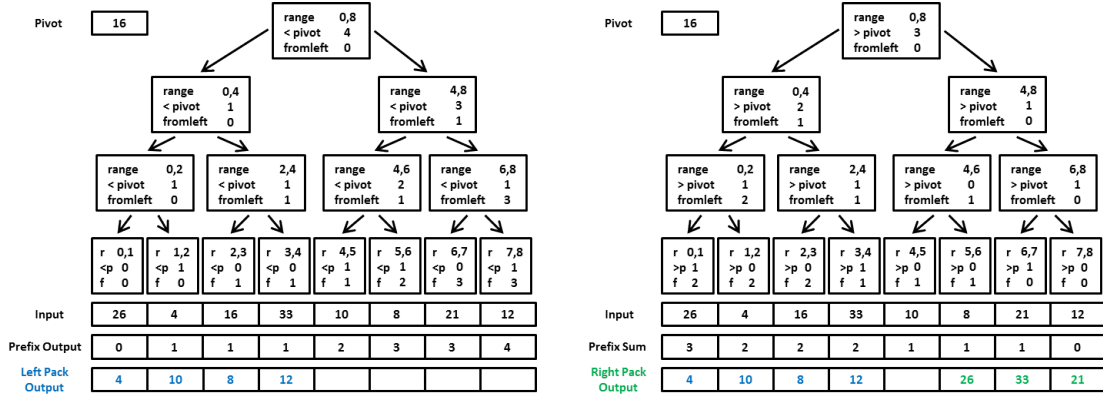 Pivot 16
range 0,8
< pivot 4
fromleft 0
range 0,4
< pivot 1
fromleft 0
range 4,8
< pivot 3
fromleft 1
range 0,2
< pivot 1
fromleft 0
range 2,4
< pivot 1
fromleft 1
range 4,6
< pivot 2
fromleft 1
range 6,8
< pivot 1
fromleft 3
r 0,1
<p 0
f 0
r 1,2
<p 1
f 0
r 2,3
<p 0
f 1
r 3,4
<p 0
f 1
r 4,5
<p 1
f 1
r 5,6
<p 1
f 2
r 6,7
<p 0
f 3
r 7,8
<p 1
f 3
Input 26 4 16 33 10 8 21 12
Prefix Output 0 1 1 1 2 3 3 4
Left Pack
Output 4 10 8 12
Pivot 16
range 0,8
> pivot 3
fromleft 0
range 0,4
> pivot 2
fromleft 1
range 4,8
> pivot 1
fromleft 0
range 0,2
> pivot 1
fromleft 2
range 2,4
> pivot 1
fromleft 1
range 4,6
> pivot 0
fromleft 1
range 6,8
> pivot 1
fromleft 0
r 0,1
>p 1
f 2
r 1,2
>p 0
f 2
r 2,3
>p 0
f 2
r 3,4
>p 1
f 1
r 4,5
>p 0
f 1
r 5,6
>p 0
f 1
r 6,7
>p 1
f 0
r 7,8
>p 0
f 0
Input 26 4 16 33 10 8 21 12
Prefix Sum 3 2 2 2 1 1 1 0
Right Pack
Output 4 10 8 12 26 33 21